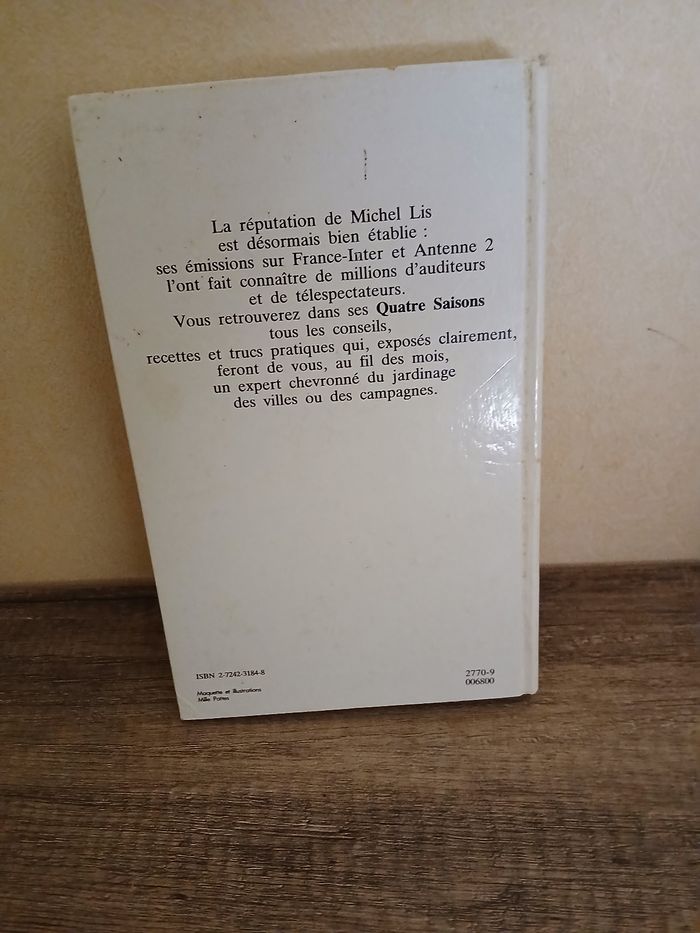 La réputation de Michel Lis
est désormais bien établie :
ses émissions sur France-Inter et Antenne 2
l'ont fait connaître de millions d'auditeurs
et de télespectateurs.
Vous retrouverez dans ses Quatre Saisons
tous les conseils,
recettes et trucs pratiques qui, exposés clairement,
feront de vous, au fil des mois,
un expert chevronné du jardinage
des villes ou des campagnes.
ISBN 2-7242-3184-8
Maquette et illustrations
Mille Pattes
2770-9
006800